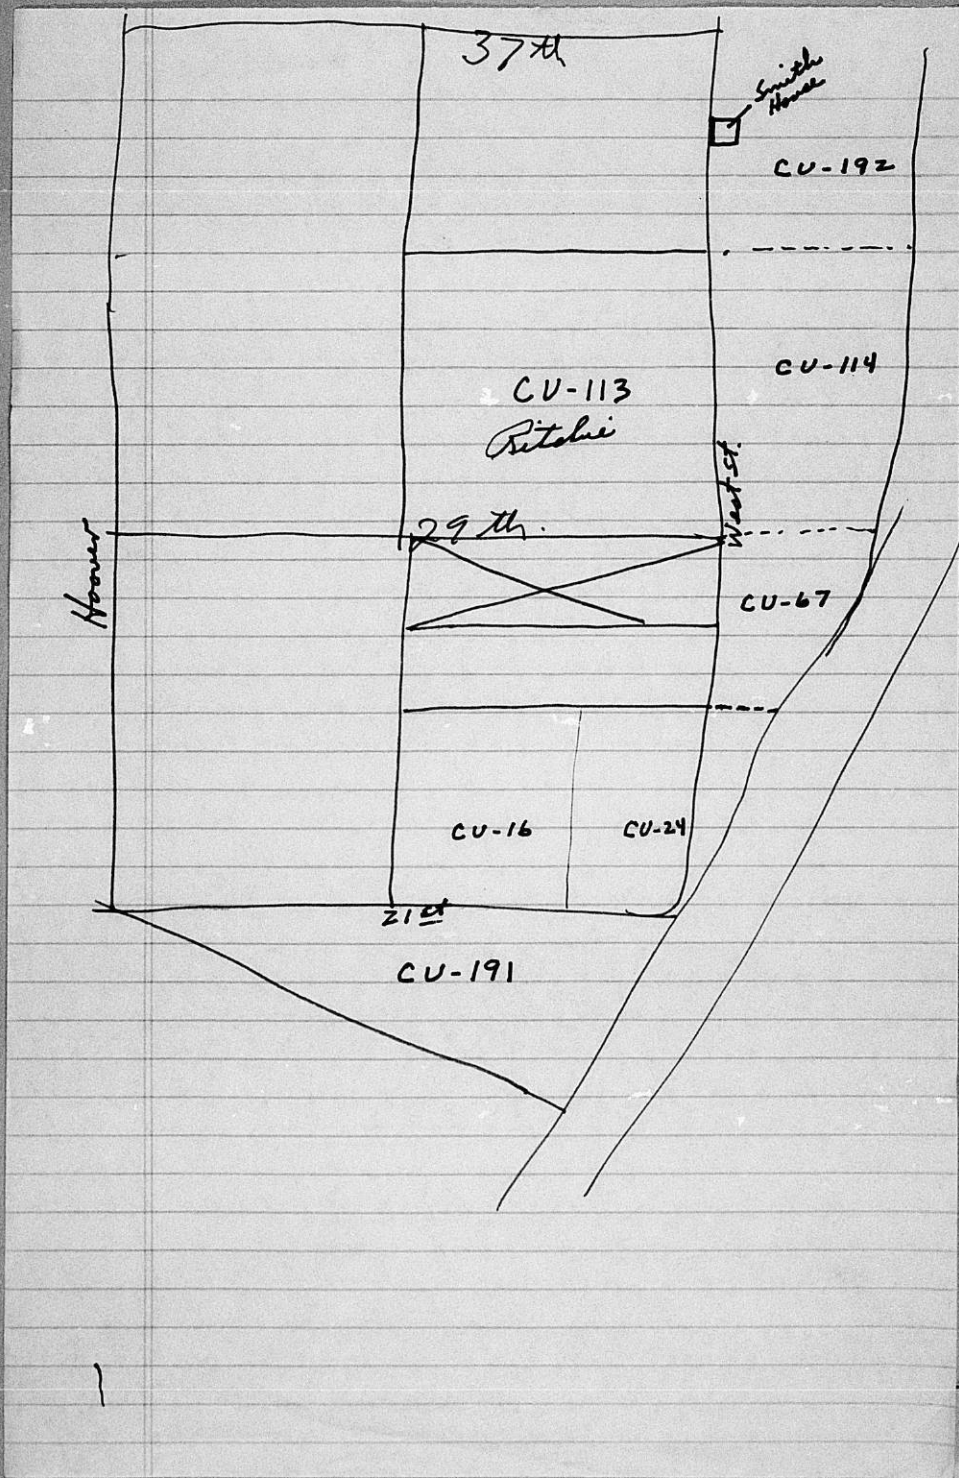 37th
Smith
House
CU-192
CU-114
CU-113
Ritchie
West St.
29th.
Hoover
CU-67
CU-16
CU-24
21st
CU-191